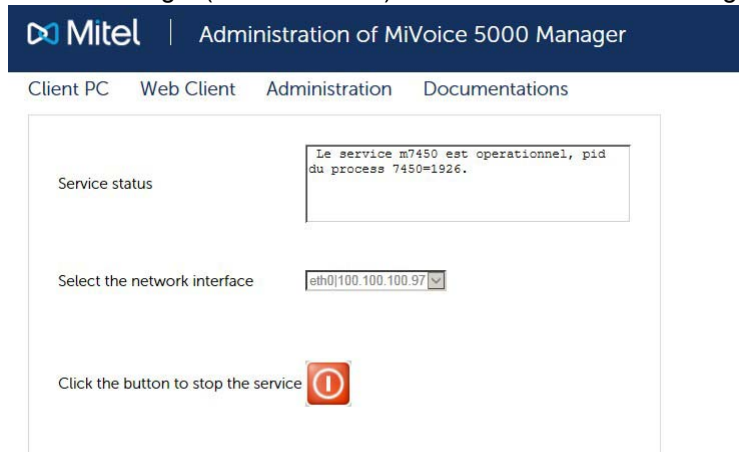 Mitel | Administration of MiVoice 5000 Manager
Client PC Web Client Administration Documentations
Service status
Le service m7450 est operationnel, pid
du process 7450=1926.
Select the network interface
eth0|100.100.100.97
Click the button to stop the service